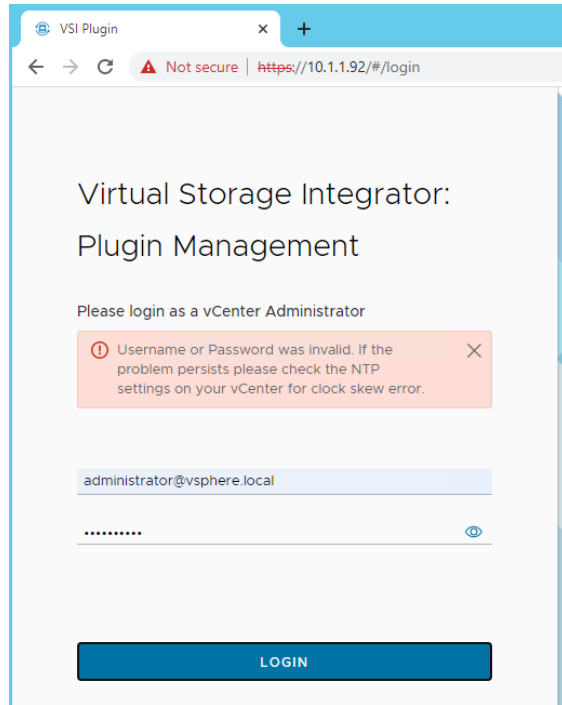 VSI Plugin
Not secure | https://10.1.1.92/#/login
Virtual Storage Integrator:
Plugin Management
Please login as a vCenter Administrator
Username or Password was invalid. If the
problem persists please check the NTP
settings on your vCenter for clock skew error.
administrator@vsphere.local
••••••••••
LOGIN